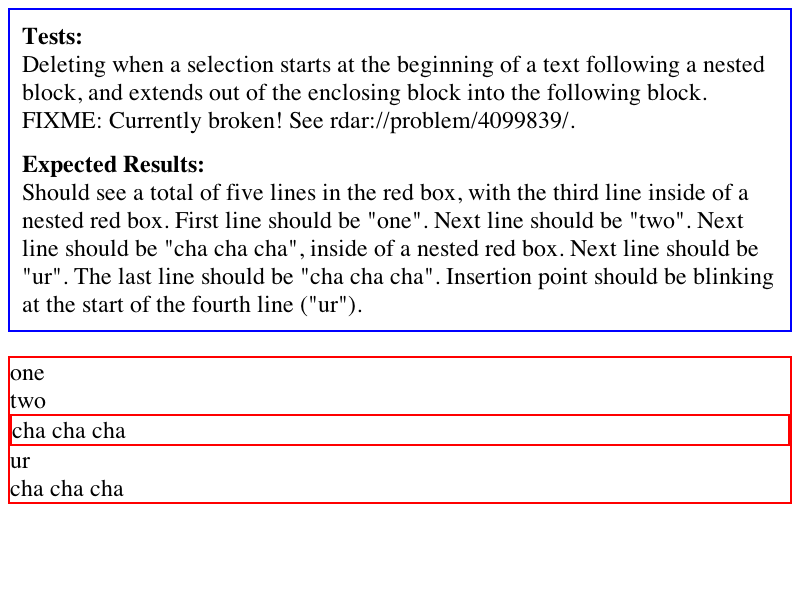 Tests:
Deleting when a selection starts at the beginning of a text following a nested
block, and extends out of the enclosing block into the following block.
FIXME: Currently broken! See rdar://problem/4099839/.
Expected Results:
Should see a total of five lines in the red box, with the third line inside of a
nested red box. First line should be "one". Next line should be "two". Next
line should be "cha cha cha", inside of a nested red box. Next line should be
"ur". The last line should be "cha cha cha". Insertion point should be blinking
at the start of the fourth line ("ur").
one
two
cha cha cha
ur
cha cha cha